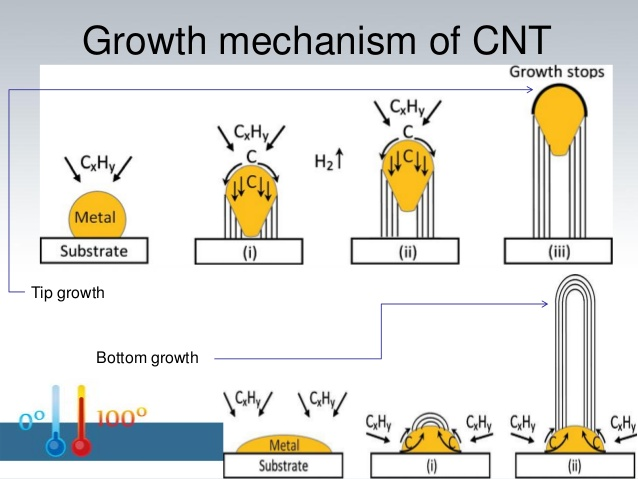 Growth mechanism of CNT
Growth stops
CxHy
CxHy
C
C
H2↑
CxHy
C
C
Metal
Substrate
(i)
(ii)
(iii)
Tip growth
Bottom growth
0° 100°
CxHy CxHy
Metal
Substrate
CxHy CxHy
C C
(i)
CxHy CxHy
C C
(ii)